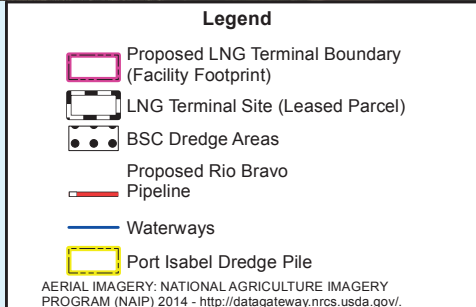 Legend
Proposed LNG Terminal Boundary
(Facility Footprint)
LNG Terminal Site (Leased Parcel)
BSC Dredge Areas
Proposed Rio Bravo
Pipeline
Waterways
Port Isabel Dredge Pile
AERIAL IMAGERY: NATIONAL AGRICULTURE IMAGERY
PROGRAM (NAIP) 2014 - http://datagateway.nrcs.usda.gov/.